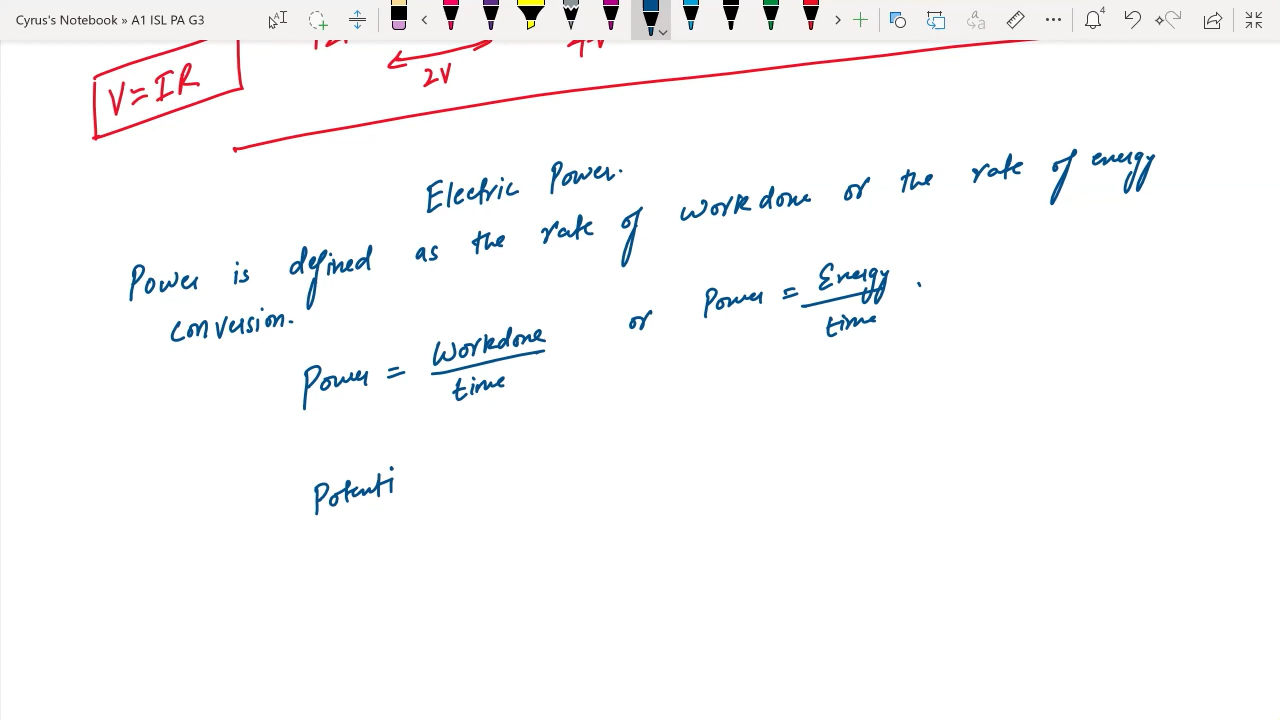 Cyrus's Notebook » A1 ISL PA G3
4
V=IR
2V
Electric Power.
Power is defined as the rate of workdone or the rate of energy
conversion.
Power = Workdone / time or Power = Energy / time .
Potenti